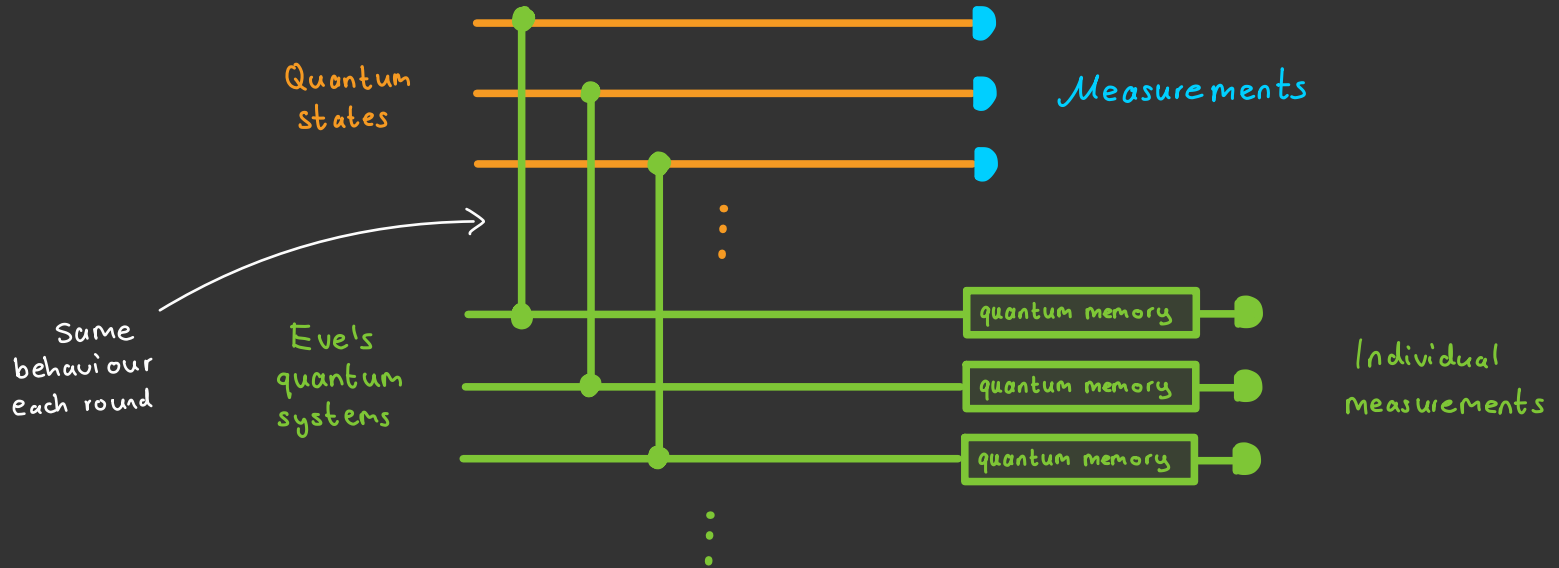 Quantum
states
Measurements
Same
behaviour
each round
Eve's
quantum
systems
quantum memory
quantum memory
quantum memory
Individual
measurements